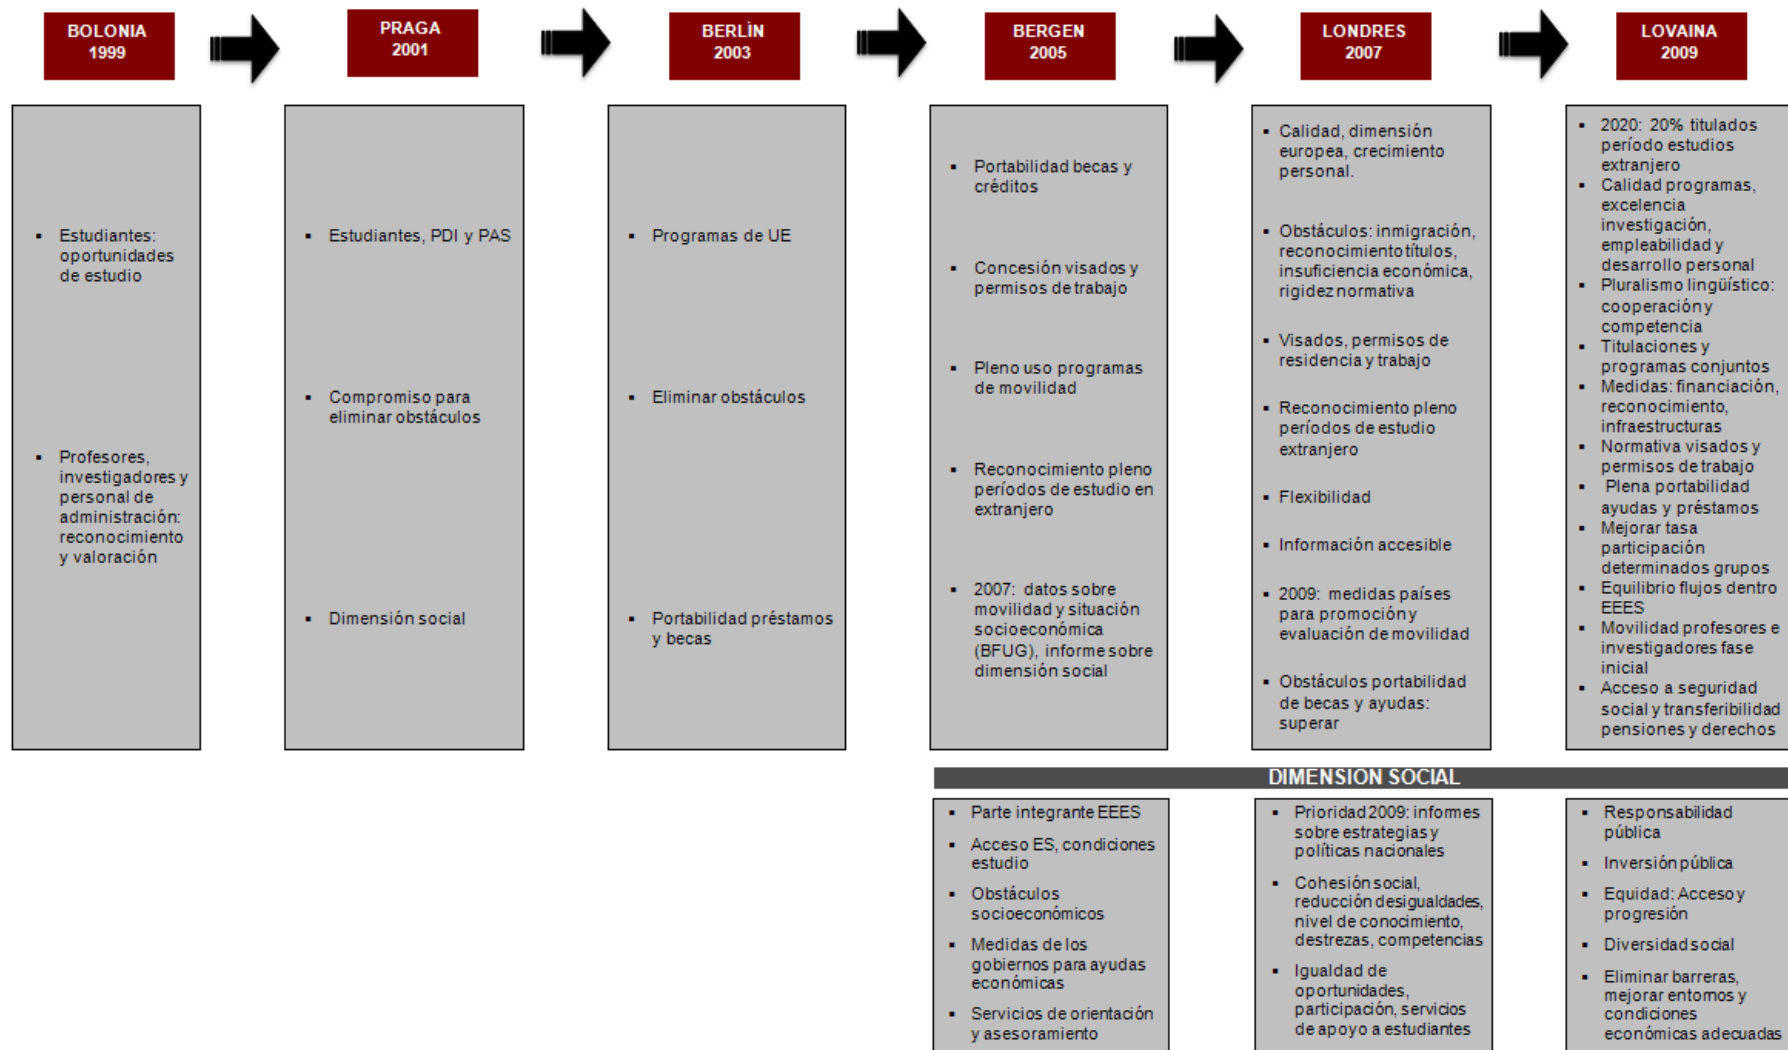 BOLONIA
1999
PRAGA
2001
BERLÌN
2003
BERGEN
2005
LONDRES
2007
LOVAINA
2009
▪ Estudiantes:
oportunidades
de estudio
▪ Profesores,
investigadores y
personal de
administración:
reconocimiento
y valoración
▪ Estudiantes, PDI y PAS
▪ Compromiso para
eliminar obstáculos
▪ Dimensión social
▪ Programas de UE
▪ Eliminar obstáculos
▪ Portabilidad préstamos
y becas
▪ Portabilidad becas y
créditos
▪ Concesión visados y
permisos de trabajo
▪ Pleno uso programas
de movilidad
▪ Reconocimiento pleno
períodos de estudio en
extranjero
▪ 2007: datos sobre
movilidad y situación
socioeconómica
(BFUG), informe sobre
dimensión social
▪ Calidad, dimensión
europea, crecimiento
personal.
▪ Obstáculos: inmigración,
reconocimiento títulos,
insuficiencia económica,
rigidez normativa
▪ Visados, permisos de
residencia y trabajo
▪ Reconocimiento pleno
períodos de estudio
extranjero
▪ Flexibilidad
▪ Información accesible
▪ 2009: medidas países
para promoción y
evaluación de movilidad
▪ Obstáculos portabilidad
de becas y ayudas:
superar
▪ 2020: 20% titulados
período estudios
extranjero
▪ Calidad programas,
excelencia
investigación,
empleabilidad y
desarrollo personal
▪ Pluralismo lingüístico:
cooperación y
competencia
▪ Titulaciones y
programas conjuntos
▪ Medidas: financiación,
reconocimiento,
infraestructuras
▪ Normativa visados y
permisos de trabajo
▪ Plena portabilidad
ayudas y préstamos
▪ Mejorar tasa
participación
determinados grupos
▪ Equilibrio flujos dentro
EEES
▪ Movilidad profesores e
investigadores fase
inicial
▪ Acceso a seguridad
social y transferibilidad
pensiones y derechos
DIMENSION SOCIAL
▪ Parte integrante EEES
▪ Acceso ES, condiciones
estudio
▪ Obstáculos
socioeconómicos
▪ Medidas de los
gobiernos para ayudas
económicas
▪ Servicios de orientación
y asesoramiento
▪ Prioridad 2009: informes
sobre estrategias y
políticas nacionales
▪ Cohesión social,
reducción desigualdades,
nivel de conocimiento,
destrezas, competencias
▪ Igualdad de
oportunidades,
participación, servicios
de apoyo a estudiantes
▪ Responsabilidad
pública
▪ Inversión pública
▪ Equidad: Acceso y
progresión
▪ Diversidad social
▪ Eliminar barreras,
mejorar entornos y
condiciones
económicas adecuadas